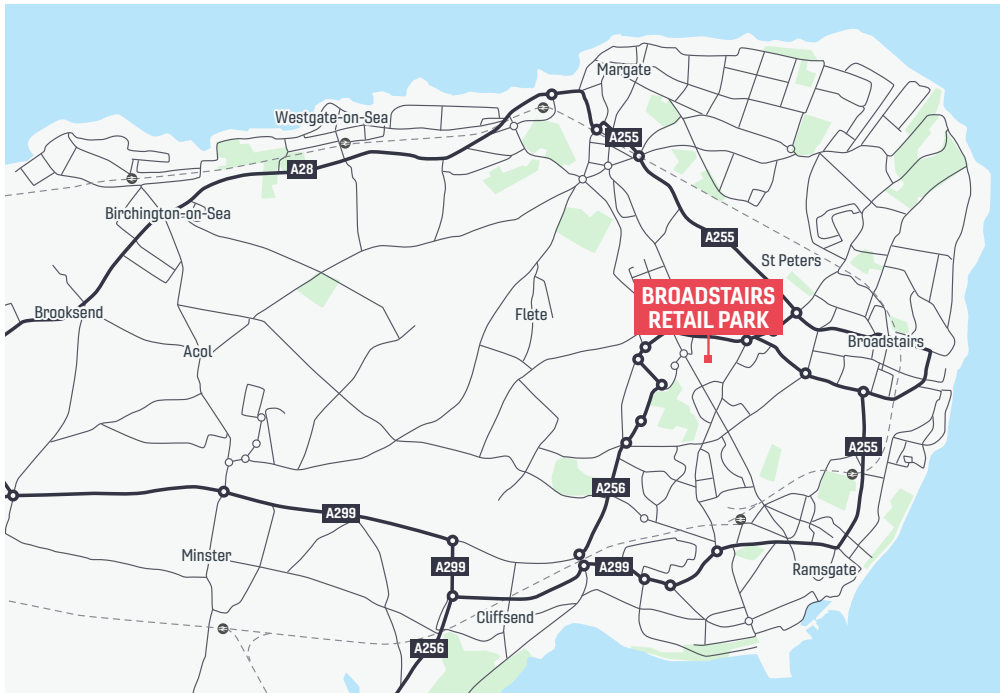 Margate
Westgate-on-Sea
A255
A28
Birchington-on-Sea
A255
St Peters
BROADSTAIRS
RETAIL PARK
Brooksend
Flete
Broadstairs
Acol
A255
A256
A299
Minster
A299
A299
Ramsgate
Cliffsend
A256